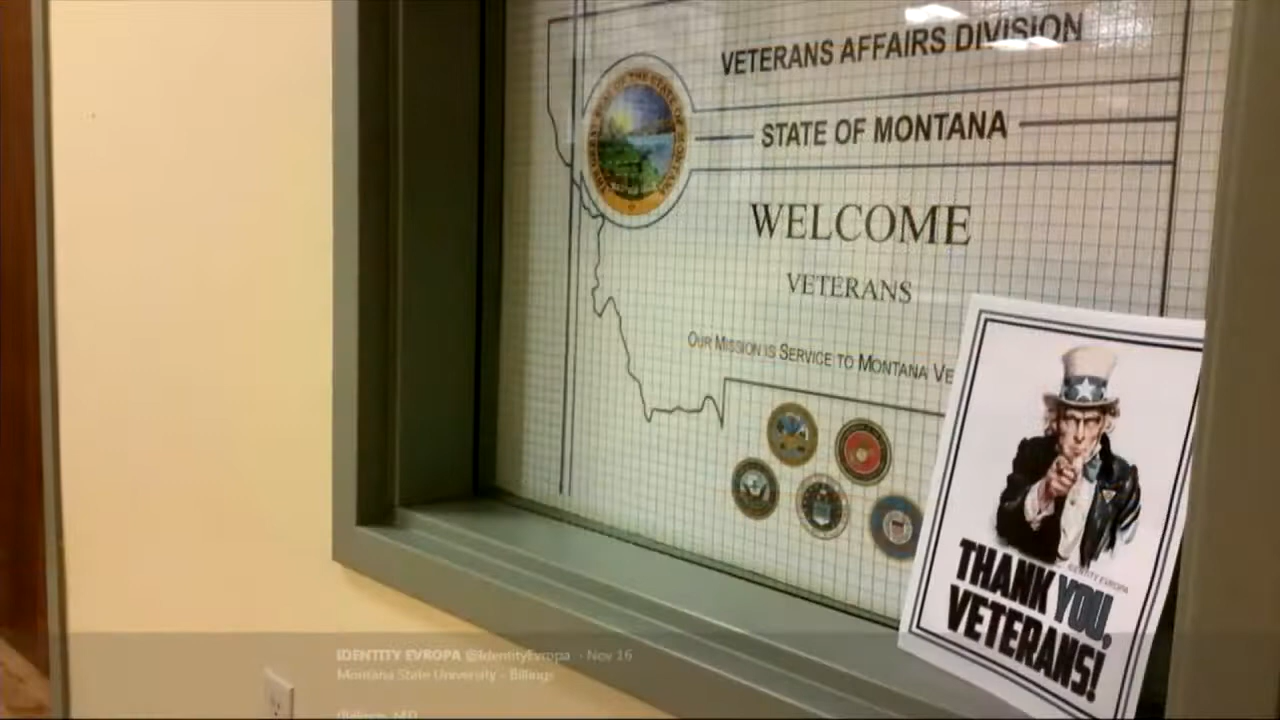 VETERANS AFFAIRS DIVISION
STATE OF MONTANA
WELCOME
VETERANS
OUR MISSION IS SERVICE TO MONTANA VE
IDENTITY EVROPA
THANK YOU,
VETERANS!
IDENTITY EVROPA @IdentityEvropa · Nov 16
Montana State University - Billings